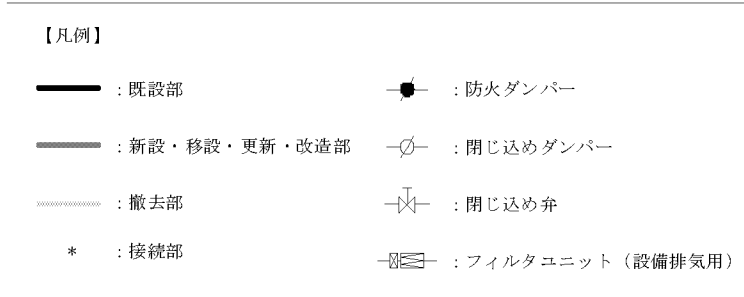 【凡例】
：既設部
：新設・移設・更新・改造部
：撤去部
*：接続部
：防火ダンパー
：閉じ込めダンパー
：閉じ込め弁
：フィルタユニット（設備排気用）